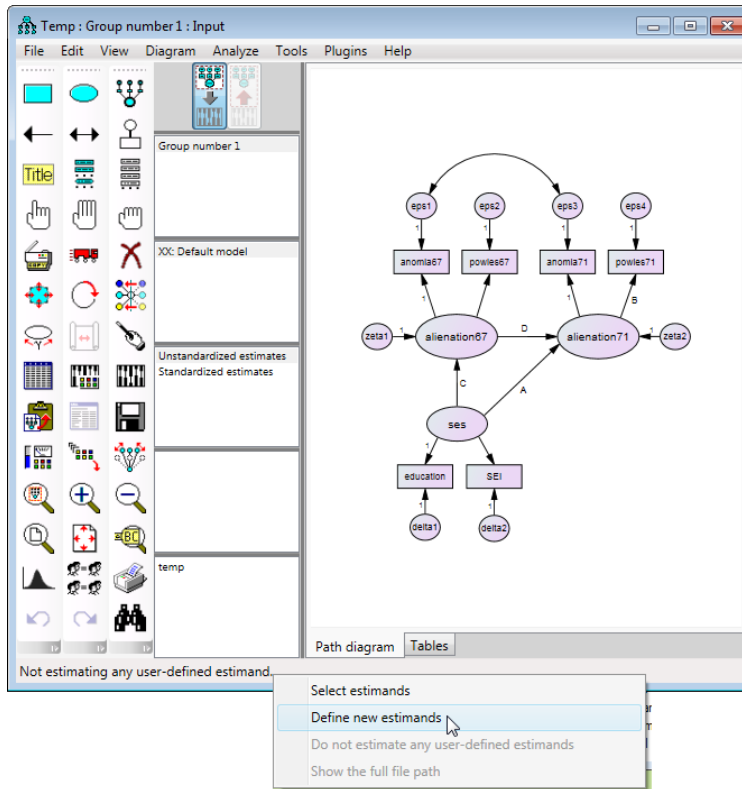 Temp : Group number 1 : Input
File Edit View Diagram Analyze Tools Plugins Help
Title
Group number 1
XX: Default model
Unstandardized estimates
Standardized estimates
temp
eps1 eps2 eps3 eps4
1 1 1 1
anomia67 powles67 anomia71 powles71
1 1 B
zeta1 1 alienation67 D alienation71 1 zeta2
C A
ses
1
education SEI
1 1
delta1 delta2
Path diagram Tables
Not estimating any user-defined estimand.
Select estimands
Define new estimands
Do not estimate any user-defined estimands
Show the full file path